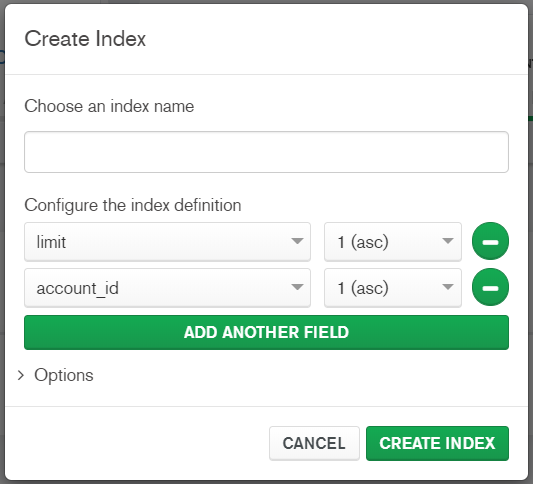 Create Index
Choose an index name
Configure the index definition
limit 1 (asc)
account_id 1 (asc)
ADD ANOTHER FIELD
Options
CANCEL CREATE INDEX